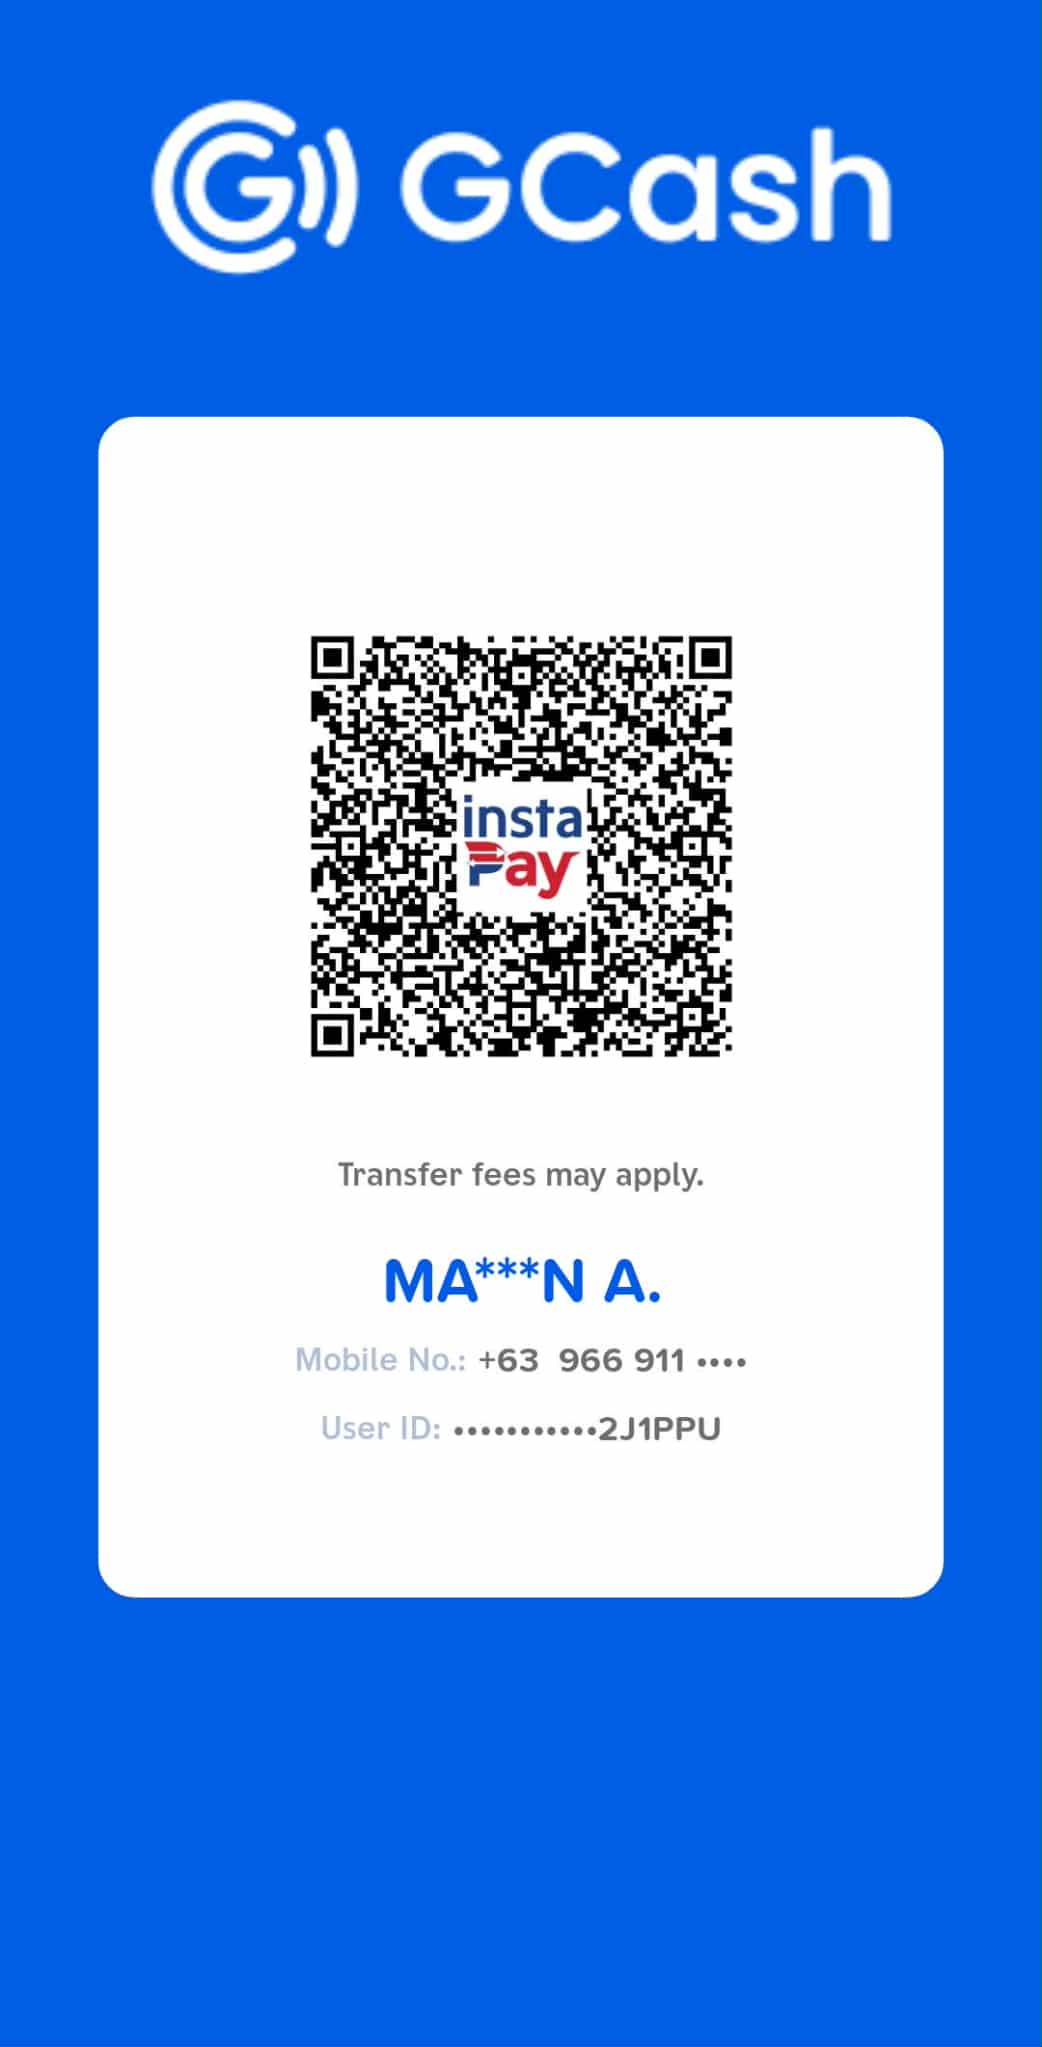 GCash
insta
Pay
Transfer fees may apply.
MA***N A.
Mobile No.: +63 966 911 ••••
User ID: •••••••••••2J1PPU